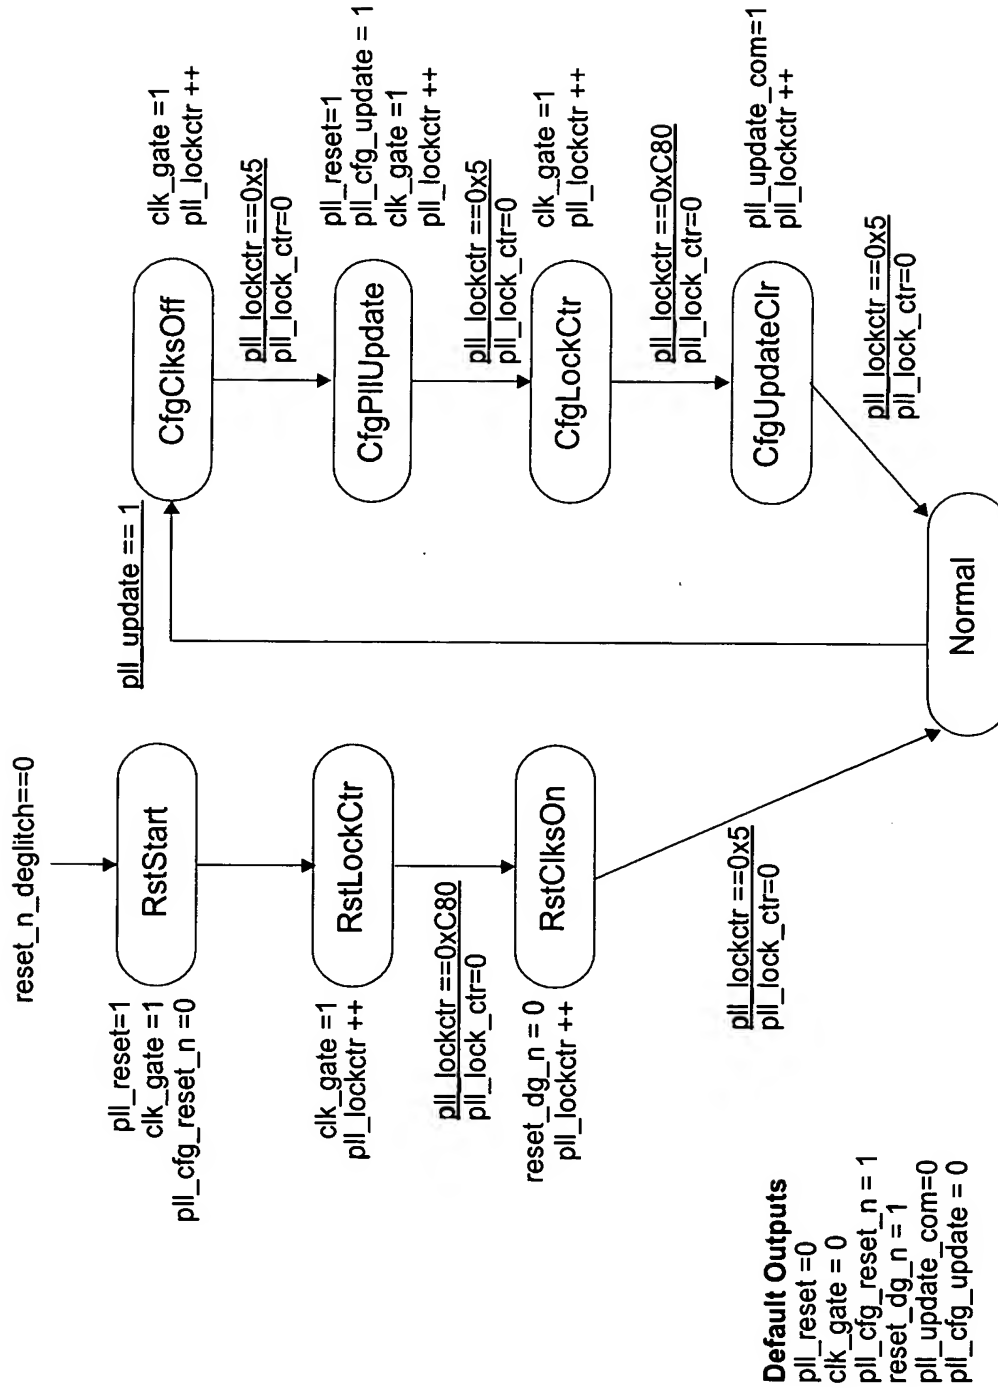 reset_n_deglitch==0
RstStart
pll_reset=1
clk_gate =1
pll_cfg_reset_n =0
RstLockCtr
clk_gate =1
pll_lockctr ++
pll_lockctr ==0xC80
pll_lock_ctr=0
RstClksOn
reset_dg_n = 0
pll_lockctr ++
pll_lockctr ==0x5
pll_lock_ctr=0
Normal
pll_update == 1
CfgClksOff
clk_gate =1
pll_lockctr ++
pll_lockctr ==0x5
pll_lock_ctr=0
CfgPllUpdate
pll_reset=1
pll_cfg_update = 1
clk_gate =1
pll_lockctr ++
pll_lockctr ==0x5
pll_lock_ctr=0
CfgLockCtr
clk_gate =1
pll_lockctr ++
pll_lockctr ==0xC80
pll_lock_ctr=0
CfgUpdateClr
pll_update_com=1
pll_lockctr ++
pll_lockctr ==0x5
pll_lock_ctr=0
Default Outputs
pll_reset =0
clk_gate = 0
pll_cfg_reset_n = 1
reset_dg_n = 1
pll_update_com=0
pll_cfg_update = 0